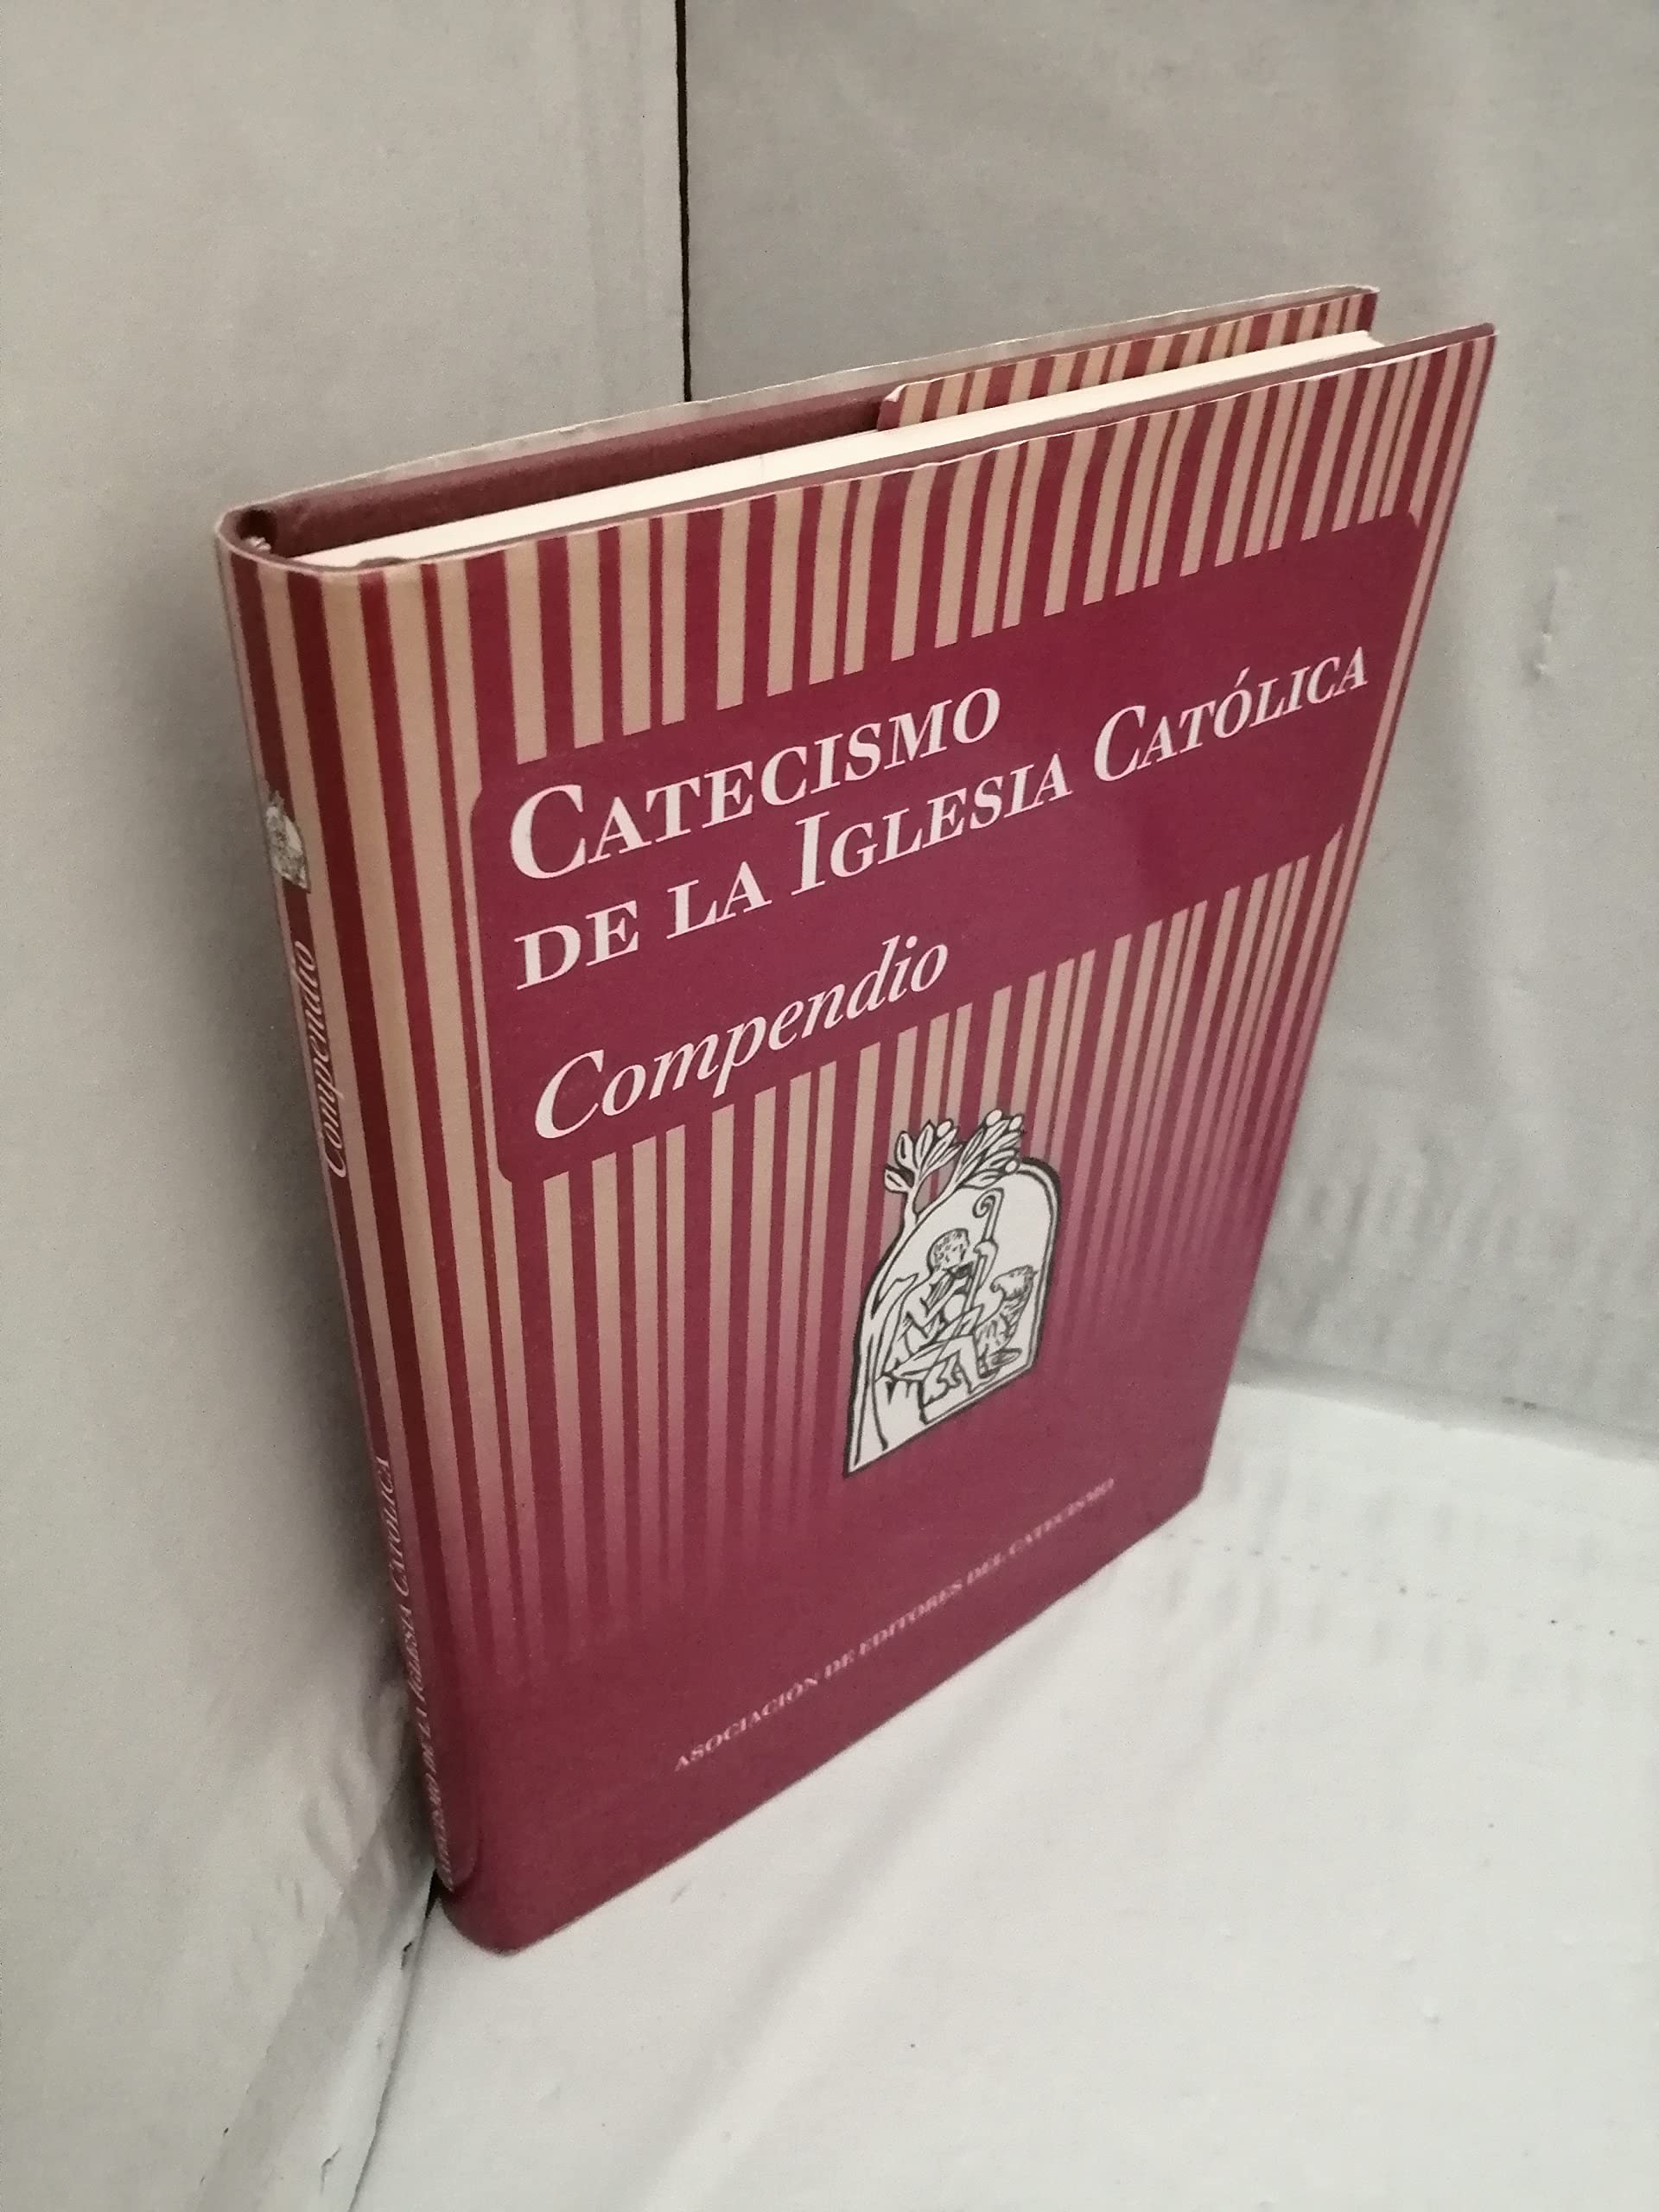 CATECISMO
DE LA IGLESIA CATÓLICA
Compendio
ASOCIACIÓN DE EDITORES DEL CATECISMO
Compendio
CATECISMO DE LA IGLESIA CATÓLICA